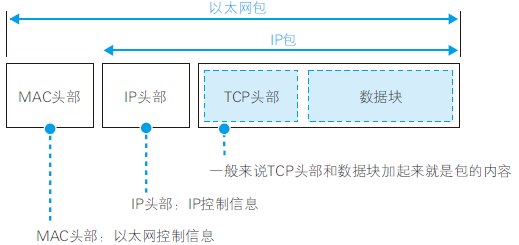 以太网包
IP包
MAC头部
IP头部
TCP头部
数据块
一般来说TCP头部和数据块加起来就是包的内容
IP头部：IP控制信息
MAC头部：以太网控制信息